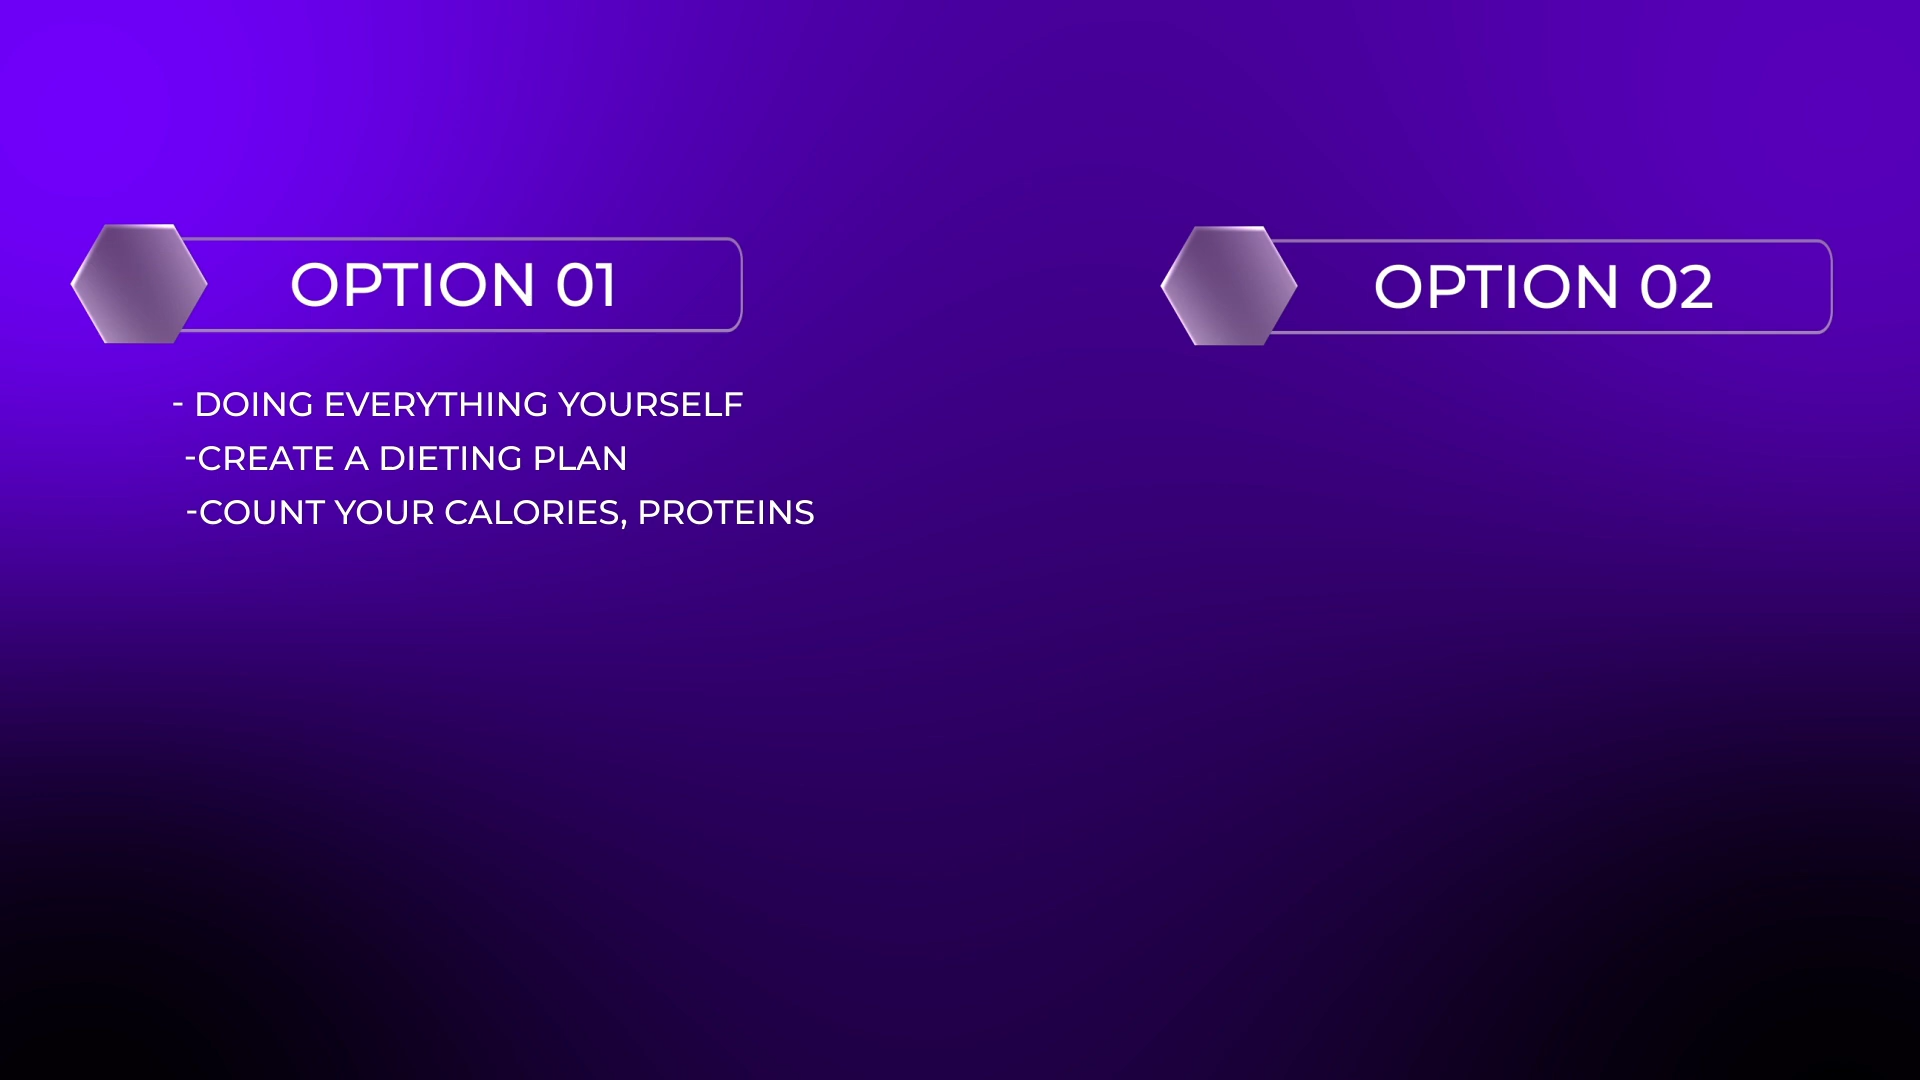 OPTION 01
- DOING EVERYTHING YOURSELF
-CREATE A DIETING PLAN
-COUNT YOUR CALORIES, PROTEINS
OPTION 02